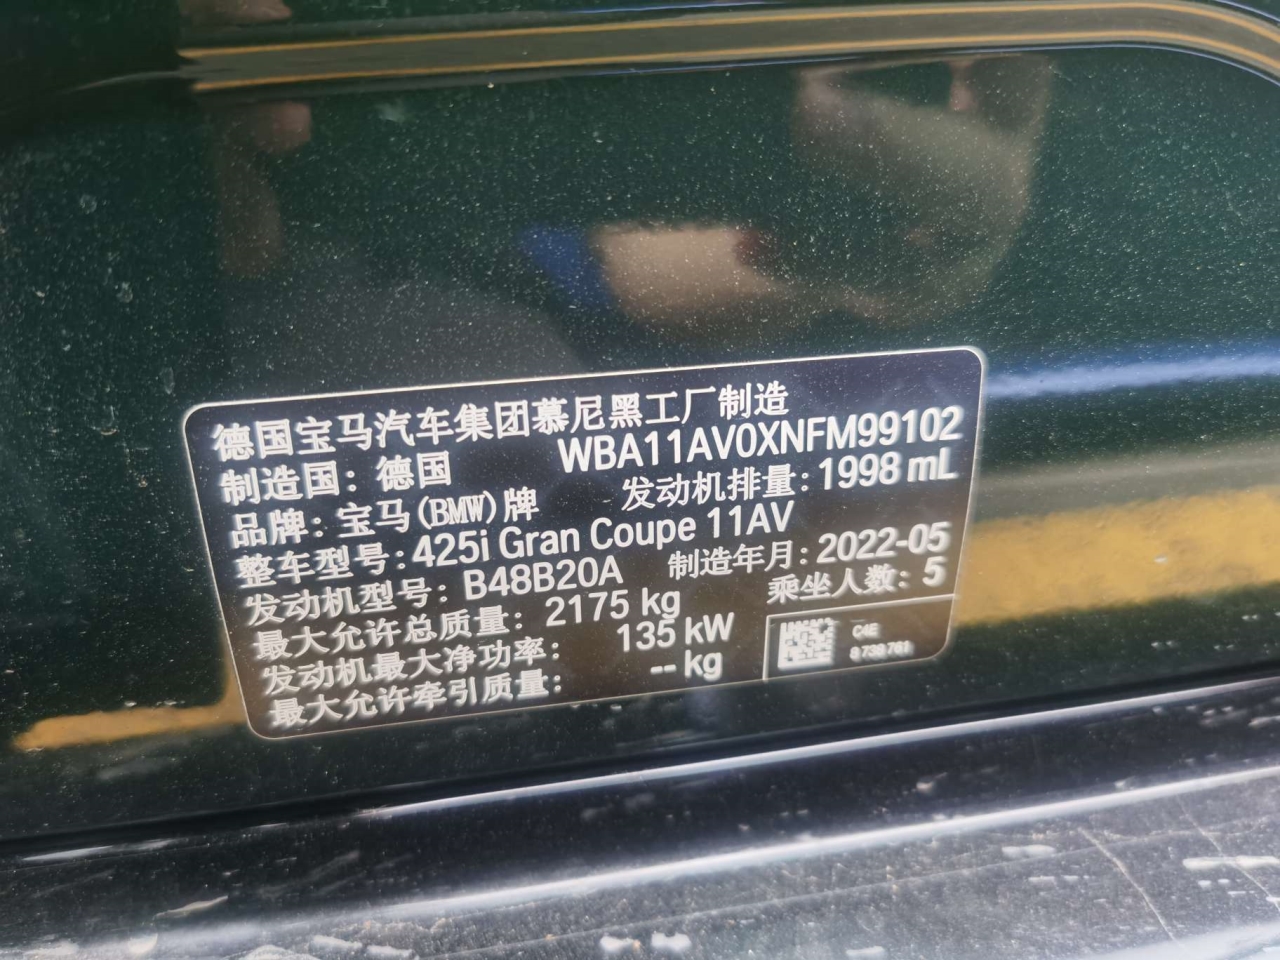 德国宝马汽车集团慕尼黑工厂制造
制造国：德国 WBA11AV0XNFM99102
品牌：宝马(BMW)牌 发动机排量：1998 mL
整车型号：425i Gran Coupe 11AV
发动机型号：B48B20A 制造年月：2022-05
最大允许总质量：2175 kg 乘坐人数：5
发动机最大净功率：135 kW
最大允许牵引质量：-- kg
C4E
8 738 761